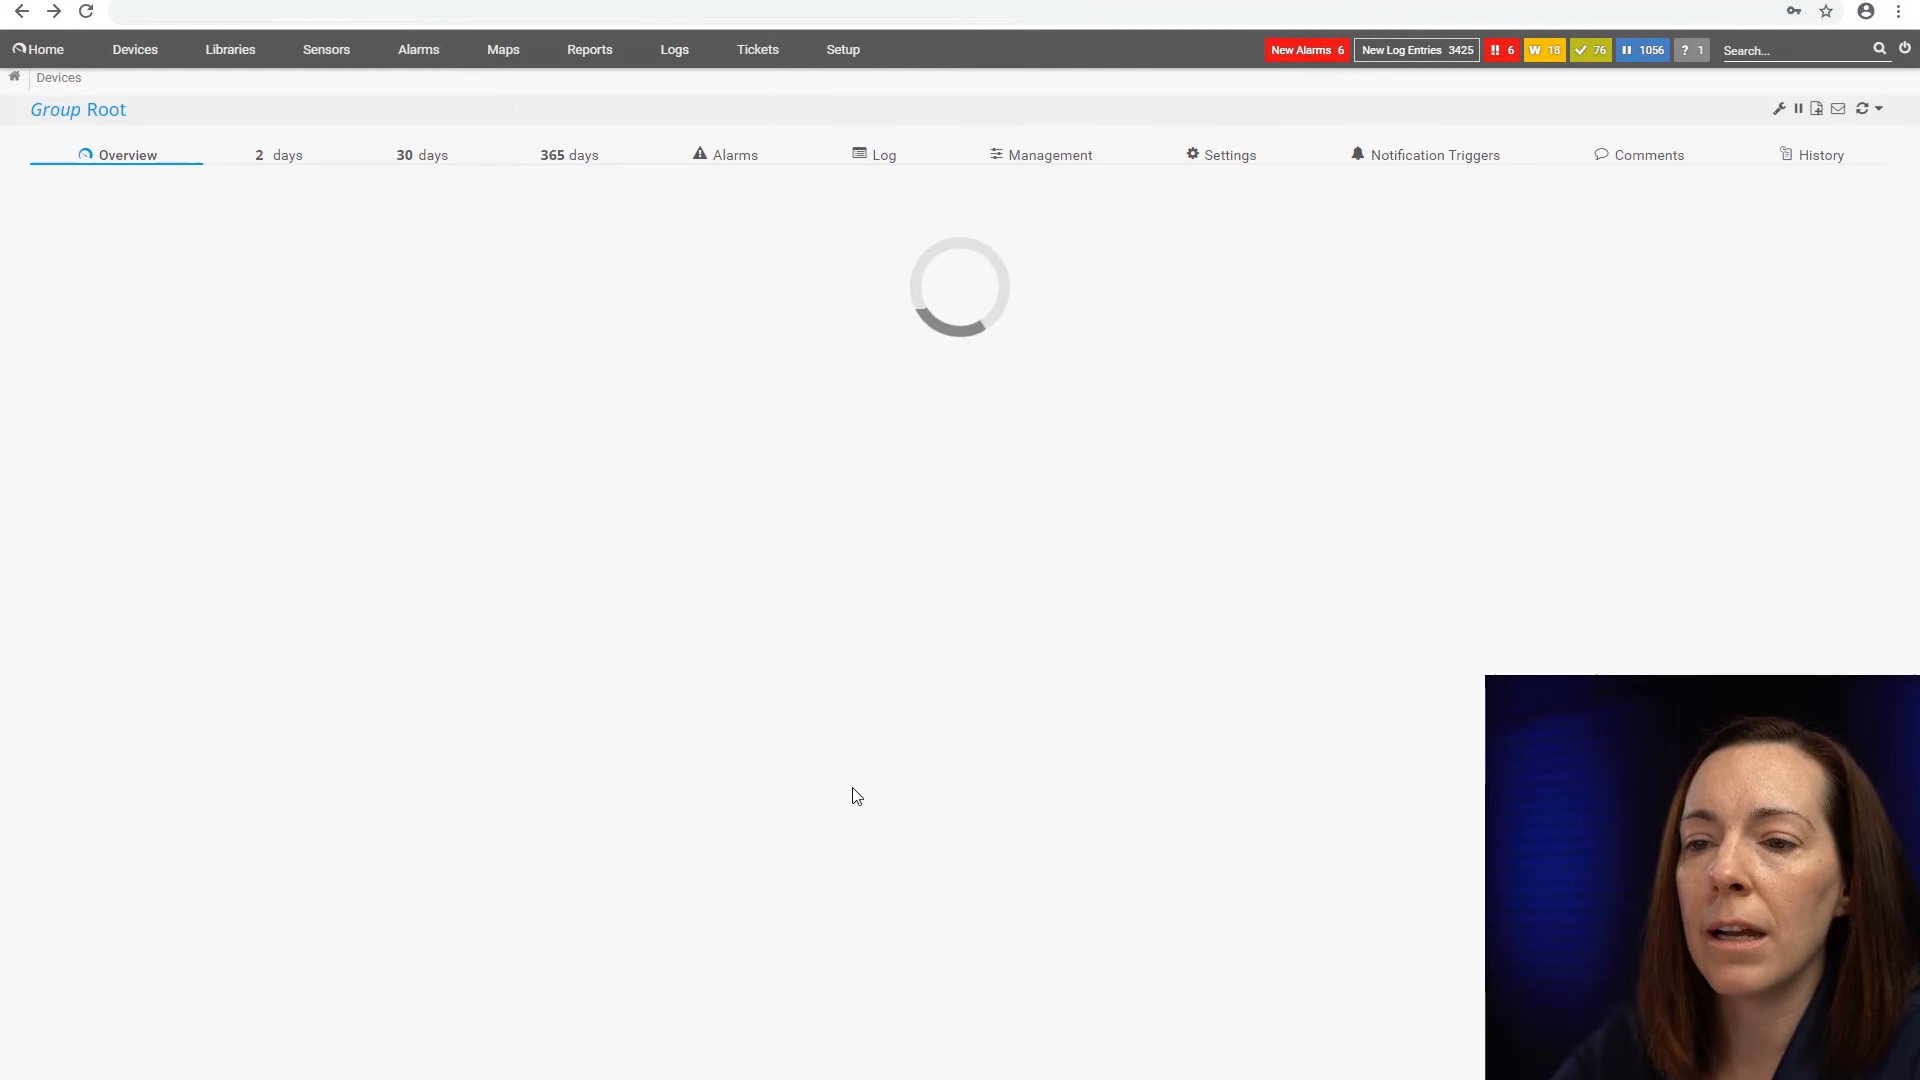 Home Devices Libraries Sensors Alarms Maps Reports Logs Tickets Setup New Alarms 6 New Log Entries 3425 !! 6 W 18 76 1056 ? 1 Search...
Devices
Group Root
Overview 2 days 30 days 365 days Alarms Log Management Settings Notification Triggers Comments History